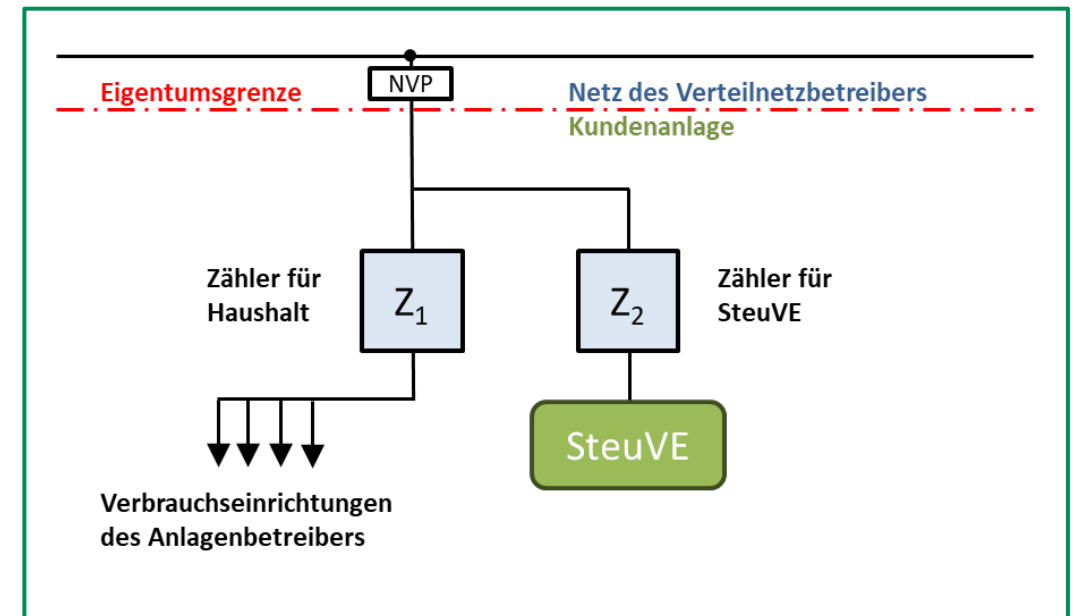 NVP
Eigentumsgrenze
Netz des Verteilnetzbetreibers
Kundenanlage
Zähler für
Haushalt
Z1
Z2
Zähler für
SteuVE
SteuVE
Verbrauchseinrichtungen
des Anlagenbetreibers